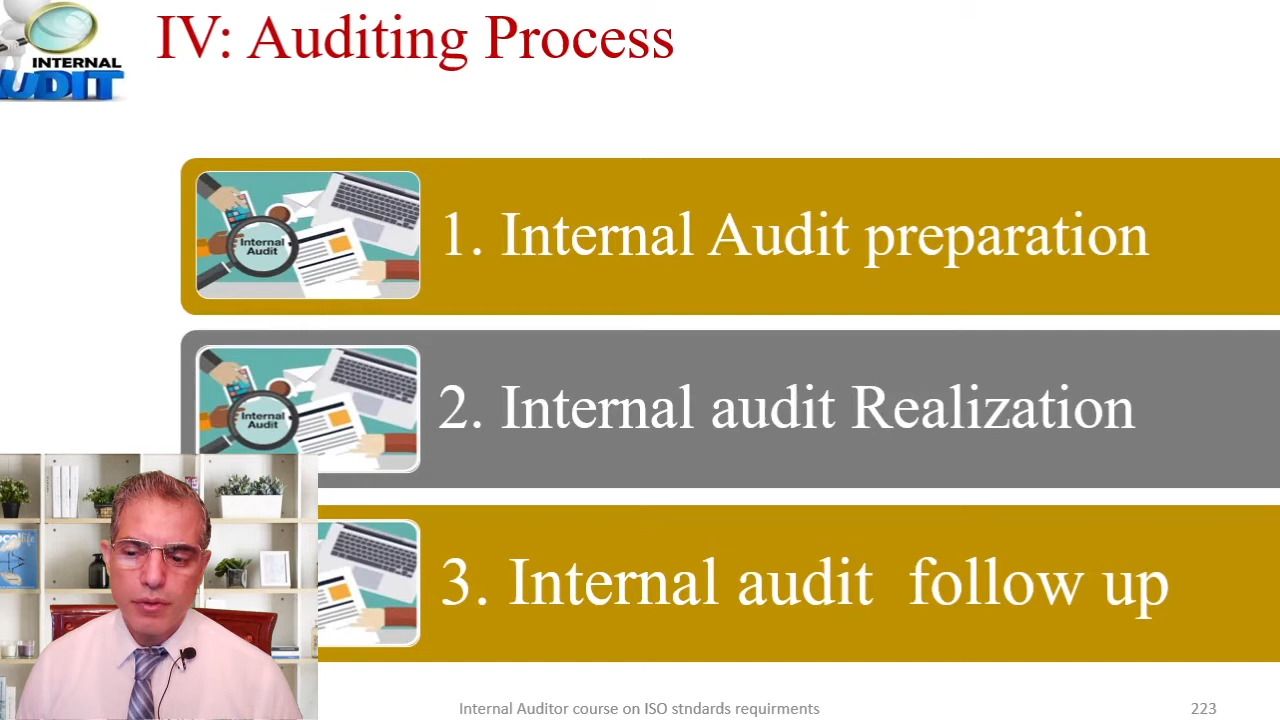 IV: Auditing Process
INTERNAL
AUDIT
Internal
Audit
1. Internal Audit preparation
Internal
Audit
2. Internal audit Realization
3. Internal audit follow up
Internal Auditor course on ISO stndards requirments
223